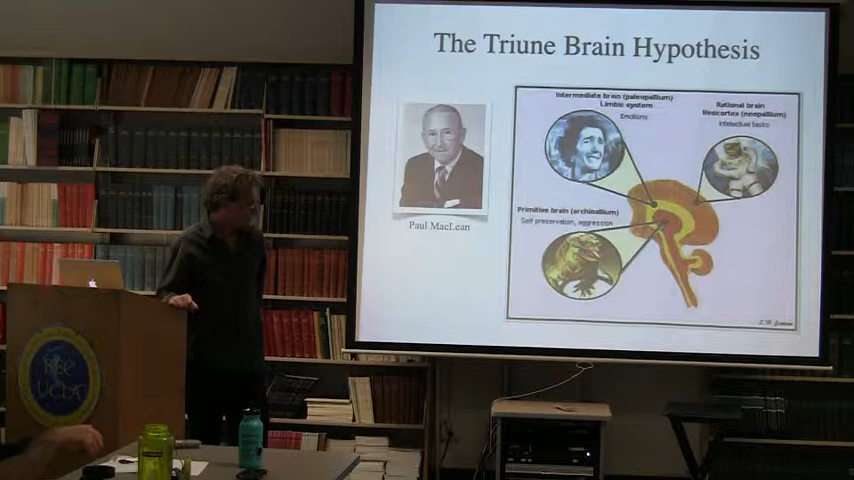 The Triune Brain Hypothesis
Intermediate brain (paleopallium)
Limbic system
Emotions
Rational brain
Neocortex (neopallium)
Intellectual tasks
Primitive brain (archipallium)
Self preservation, aggression
Paul MacLean
UCLA